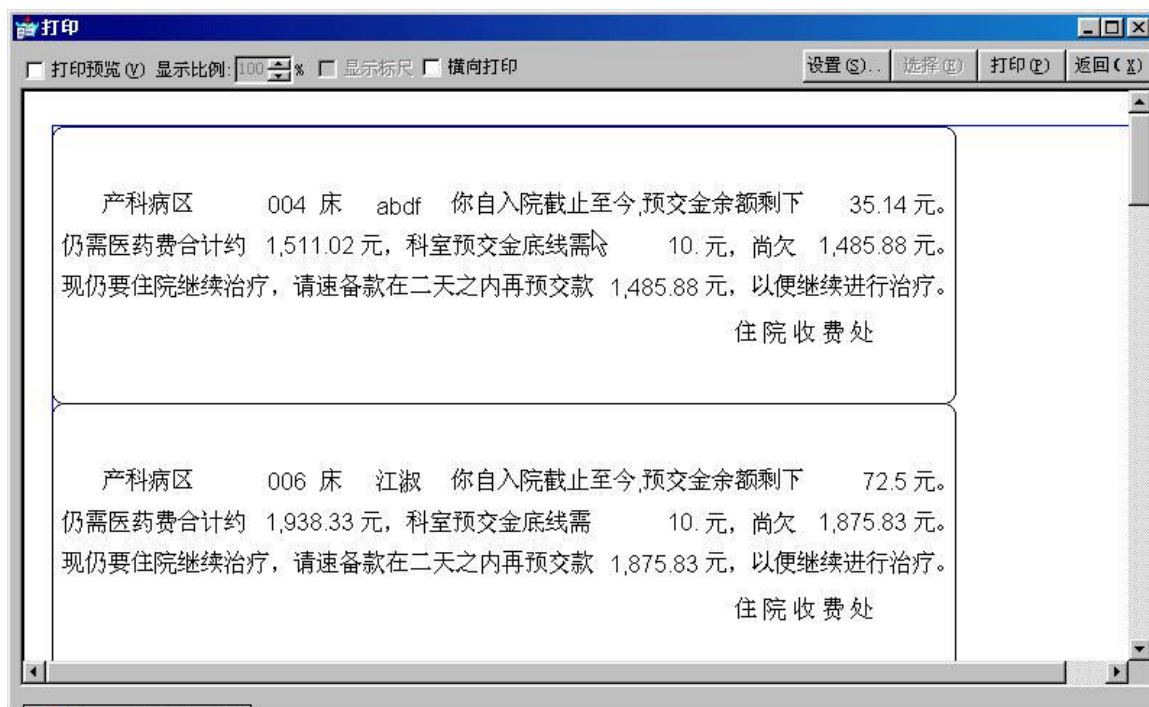 打印
打印预览(V) 显示比例: 100 % 显示标尺 横向打印 设置(S).. 选择(E) 打印(P) 返回(X)
产科病区 004 床 abdf 你自入院截止至今,预交金余额剩下 35.14 元。
仍需医药费合计约 1,511.02 元，科室预交金底线需 10. 元，尚欠 1,485.88 元。
现仍要住院继续治疗，请速备款在二天之内再预交款 1,485.88 元，以便继续进行治疗。
住院收费处
产科病区 006 床 江淑 你自入院截止至今,预交金余额剩下 72.5 元。
仍需医药费合计约 1,938.33 元，科室预交金底线需 10. 元，尚欠 1,875.83 元。
现仍要住院继续治疗，请速备款在二天之内再预交款 1,875.83 元，以便继续进行治疗。
住院收费处